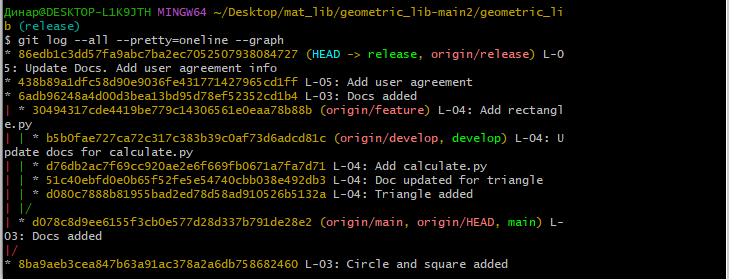 Динар@DESKTOP-L1K9JTH MINGW64 ~/Desktop/mat_lib/geometric_lib-main2/geometric_li
b (release)
$ git log --all --pretty=oneline --graph
* 86edb1c3dd57fa9abc7ba2ec7052507938084727 (HEAD -> release, origin/release) L-0
5: Update Docs. Add user agreement info
* 438b89a1dfc58d90e9036fe431771427965cd1ff L-05: Add user agreement
* 6adb96248a4d00d3bea13bd95d78ef52352cd1b4 L-03: Docs added
| * 30494317cde4419be779c14306561e0eaa78b88b (origin/feature) L-04: Add rectangl
e.py
| | * b5b0fae727ca72c317c383b39c0af73d6adcd81c (origin/develop, develop) L-04: U
pdate docs for calculate.py
| | * d76db2ac7f69cc920ae2e6f669fb0671a7fa7d71 L-04: Add calculate.py
| | * 51c40ebfd0e0b65f52fe5e54740cbb038e492db3 L-04: Doc updated for triangle
| | * d080c7888b81955bad2ed78d58ad910526b5132a L-04: Triangle added
| |/
| * d078c8d9ee6155f3cb0e577d28d337b791de28e2 (origin/main, origin/HEAD, main) L-
03: Docs added
|/
* 8ba9aeb3cea847b63a91ac378a2a6db758682460 L-03: Circle and square added